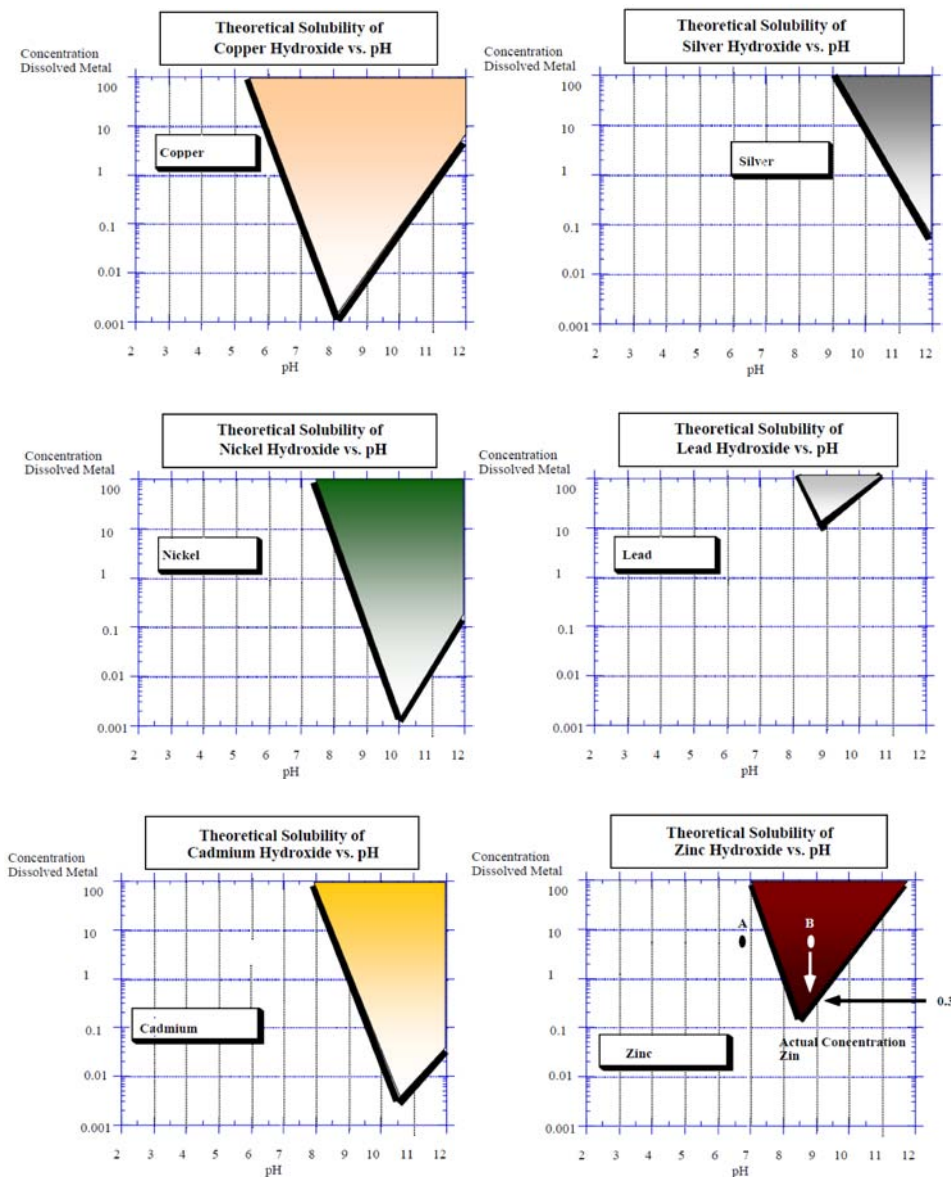 Theoretical Solubility of
Copper Hydroxide vs. pH
Concentration
Dissolved Metal
100
10
1
0.1
0.01
0.001
Copper
2 3 4 5 6 7 8 9 10 11 12
pH
Theoretical Solubility of
Silver Hydroxide vs. pH
Concentration
Dissolved Metal
100
10
1
0.1
0.01
0.001
Silver
2 3 4 5 6 7 8 9 10 11 12
pH
Theoretical Solubility of
Nickel Hydroxide vs. pH
Concentration
Dissolved Metal
100
10
1
0.1
0.01
0.001
Nickel
2 3 4 5 6 7 8 9 10 11 12
pH
Theoretical Solubility of
Lead Hydroxide vs. pH
Concentration
Dissolved Metal
100
10
1
0.1
0.01
0.001
Lead
2 3 4 5 6 7 8 9 10 11 12
pH
Theoretical Solubility of
Cadmium Hydroxide vs. pH
Concentration
Dissolved Metal
100
10
1
0.1
0.01
0.001
Cadmium
2 3 4 5 6 7 8 9 10 11 12
pH
Theoretical Solubility of
Zinc Hydroxide vs. pH
Concentration
Dissolved Metal
100
10
1
0.1
0.01
0.001
A
B
0.3
Actual Concentration
Zin
Zinc
2 3 4 5 6 7 8 9 10 11 12
pH